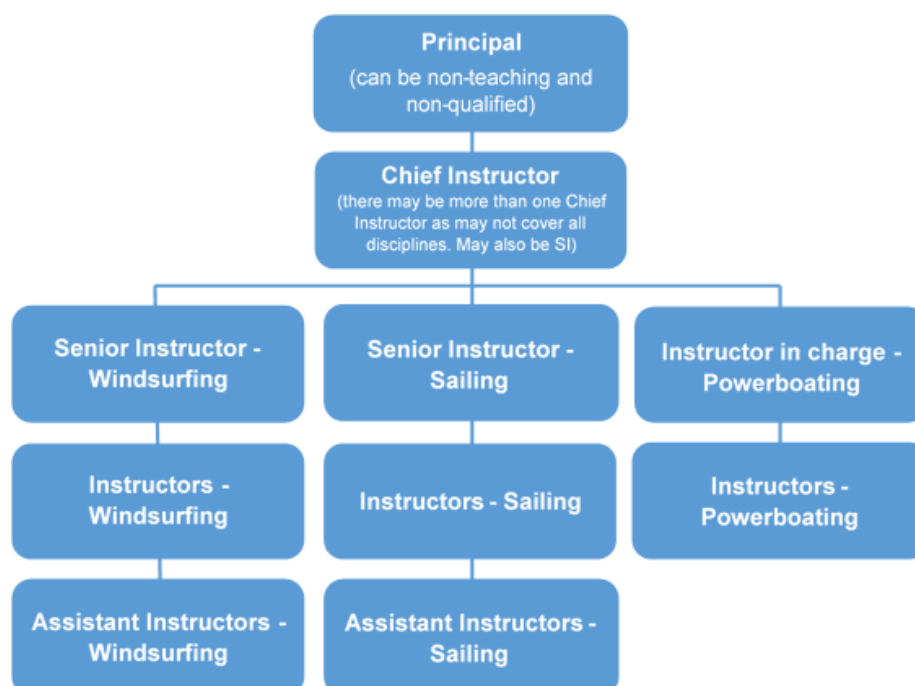 Principal
(can be non-teaching and
non-qualified)
Chief Instructor
(there may be more than one Chief
Instructor as may not cover all
disciplines. May also be SI)
Senior Instructor -
Windsurfing
Senior Instructor -
Sailing
Instructor in charge -
Powerboating
Instructors -
Windsurfing
Instructors - Sailing
Instructors -
Powerboating
Assistant Instructors -
Windsurfing
Assistant Instructors -
Sailing